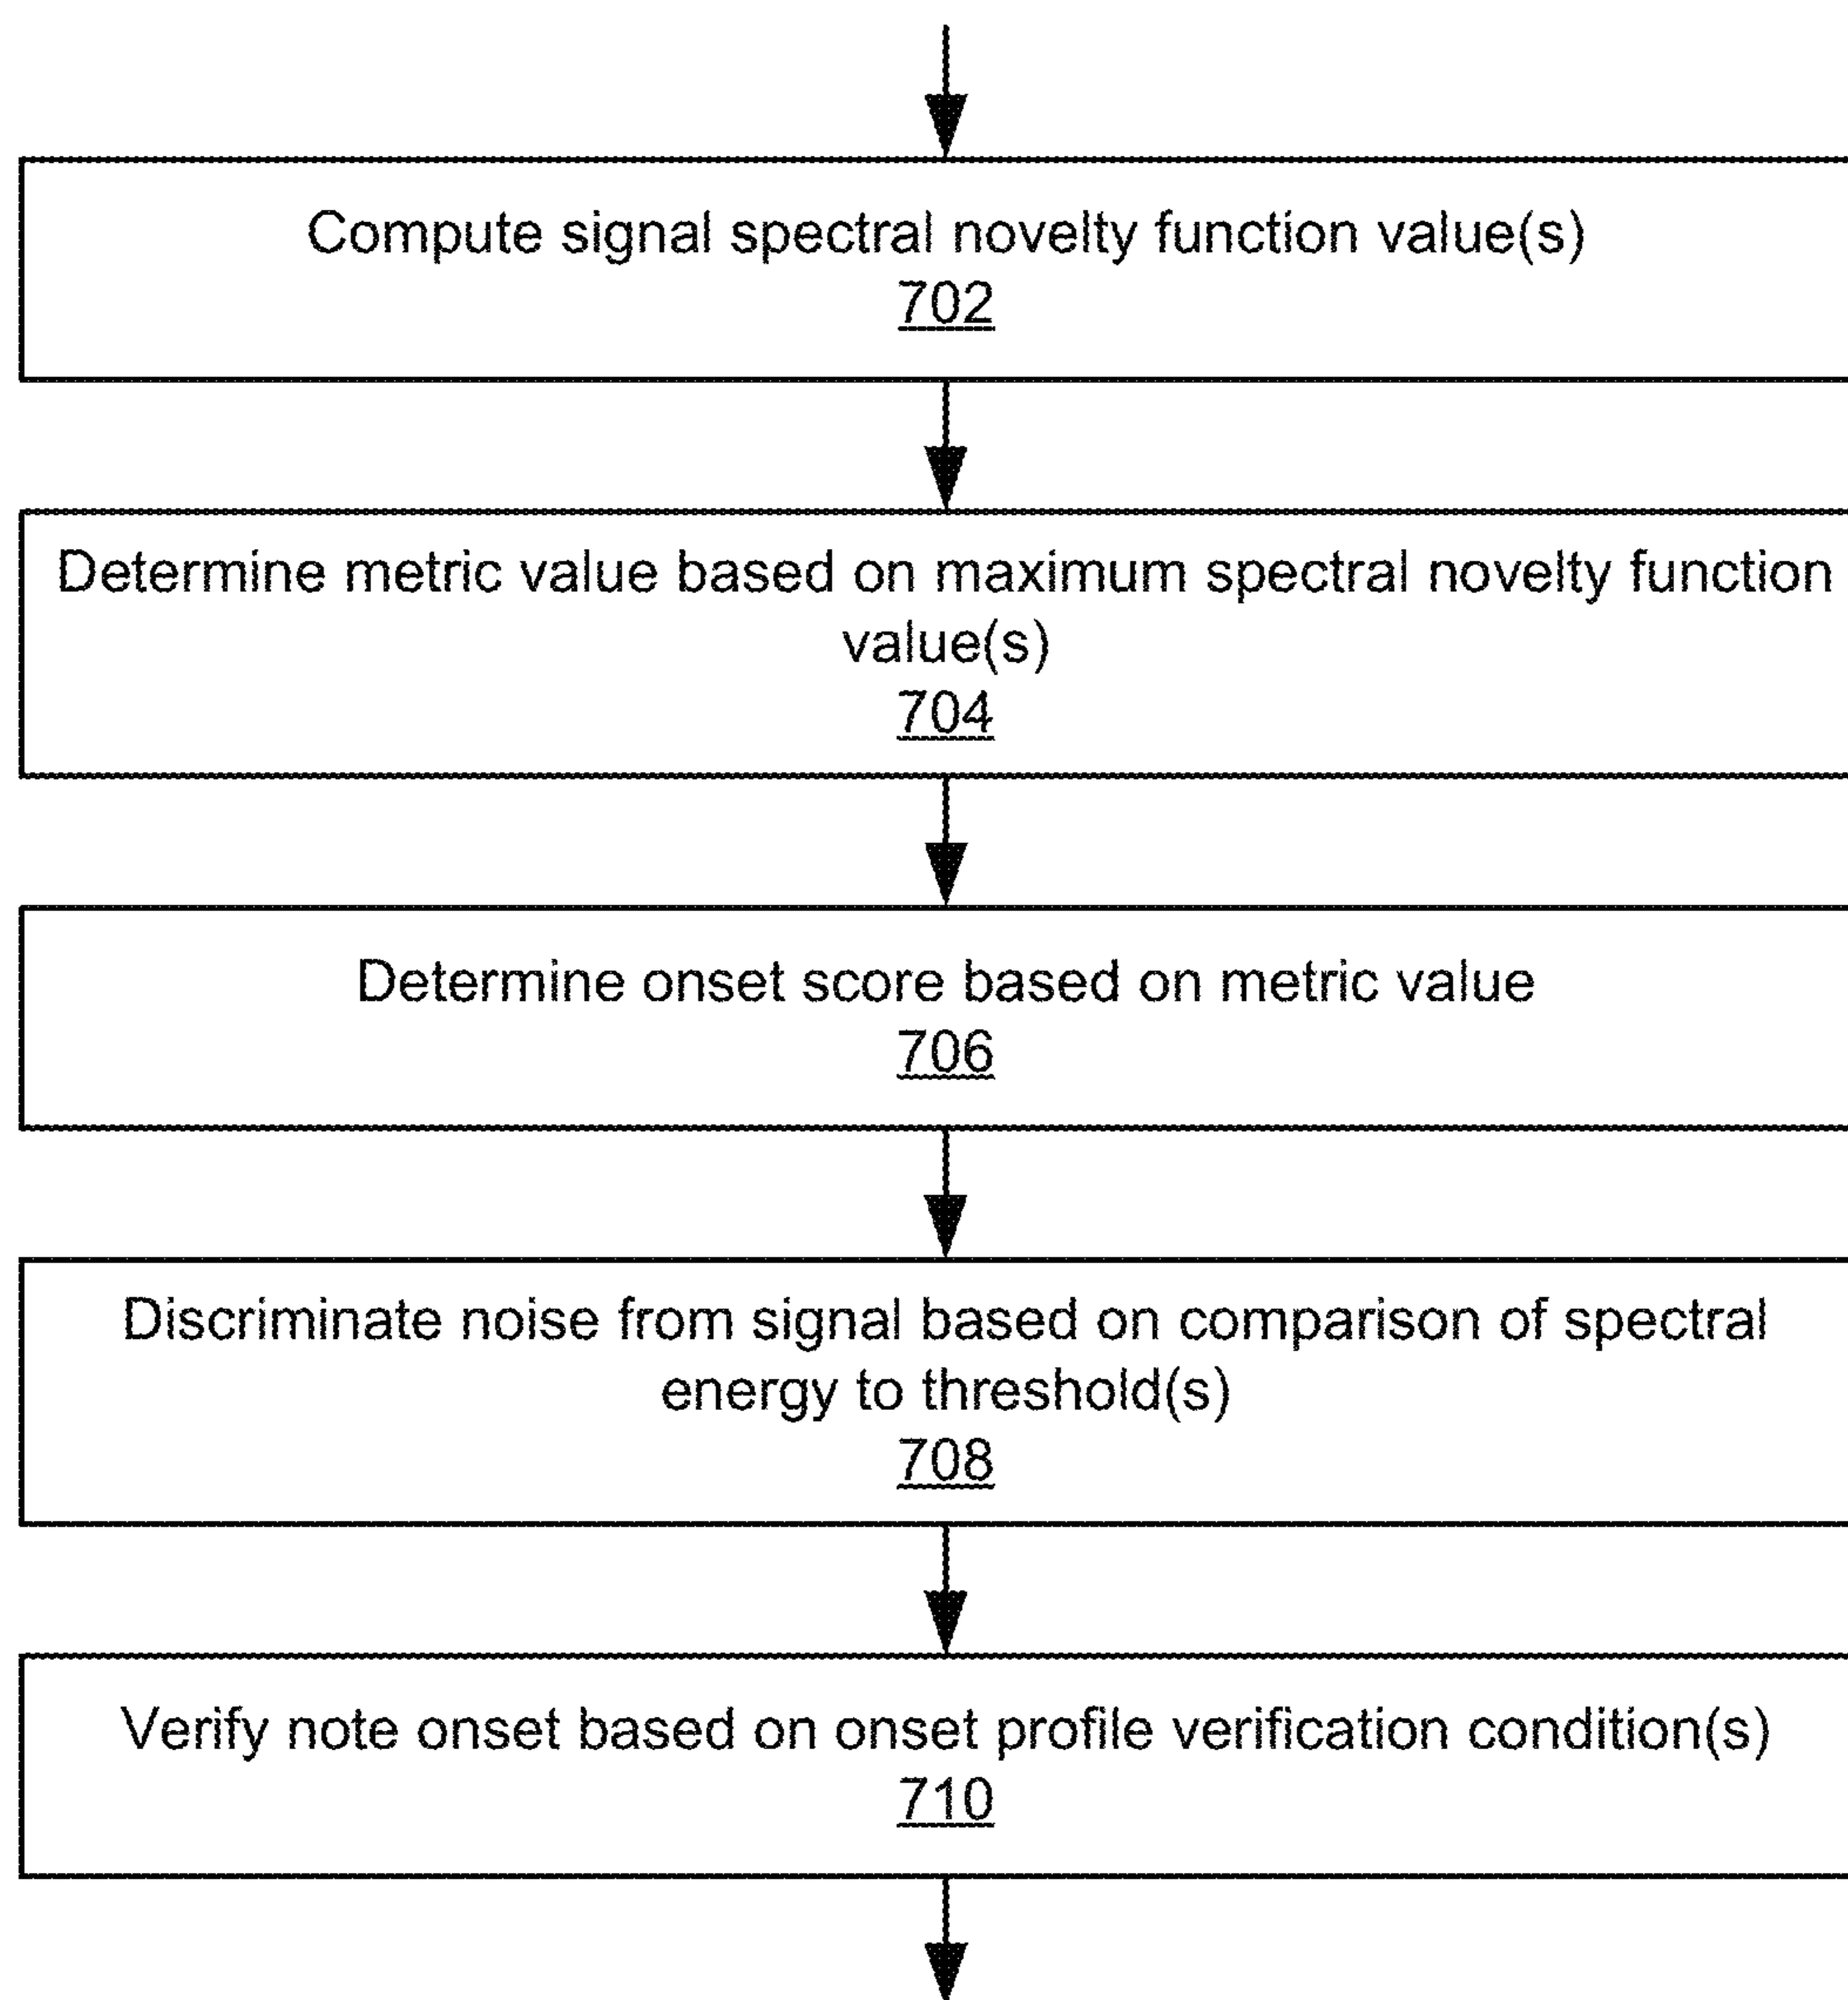 Compute signal spectral novelty function value(s)
702
Determine metric value based on maximum spectral novelty function
value(s)
704
Determine onset score based on metric value
706
Discriminate noise from signal based on comparison of spectral
energy to threshold(s)
708
Verify note onset based on onset profile verification condition(s)
710